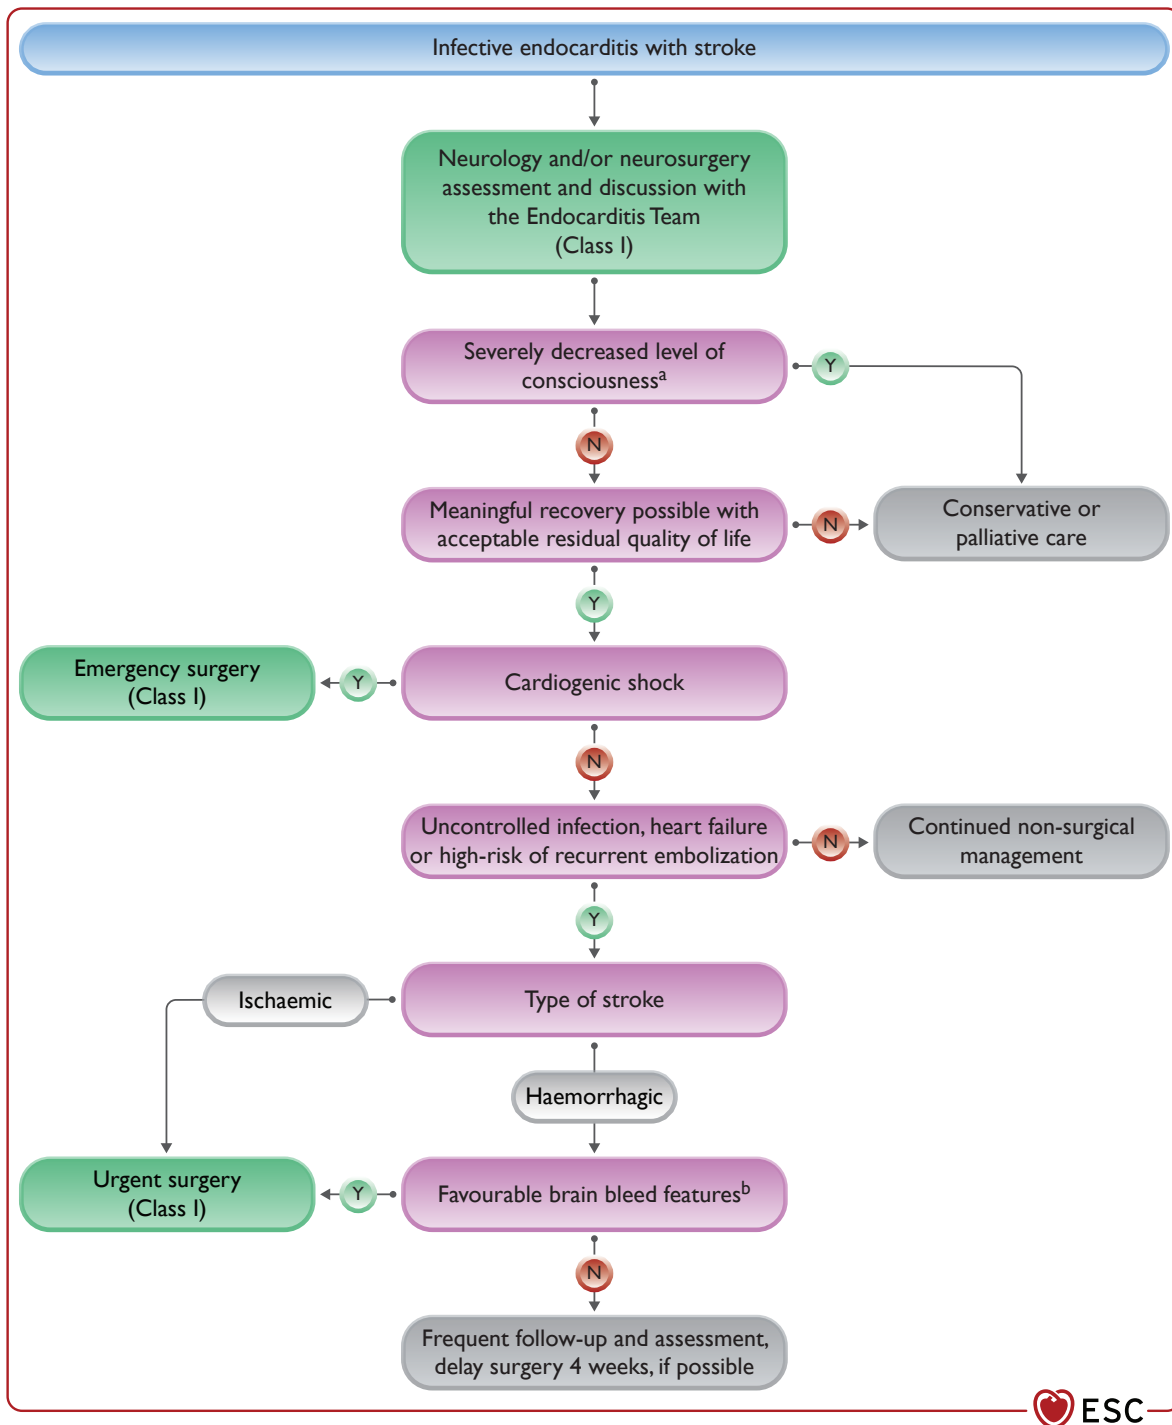 Infective endocarditis with stroke
Neurology and/or neurosurgery
assessment and discussion with
the Endocarditis Team
(Class I)
Severely decreased level of
consciousnessᵃ
Y
N
Meaningful recovery possible with
acceptable residual quality of life
N
Conservative or
palliative care
Y
Emergency surgery
(Class I)
Y
Cardiogenic shock
N
Uncontrolled infection, heart failure
or high-risk of recurrent embolization
N
Continued non-surgical
management
Y
Ischaemic
Type of stroke
Haemorrhagic
Urgent surgery
(Class I)
Y
Favourable brain bleed featuresᵇ
N
Frequent follow-up and assessment,
delay surgery 4 weeks, if possible
ESC